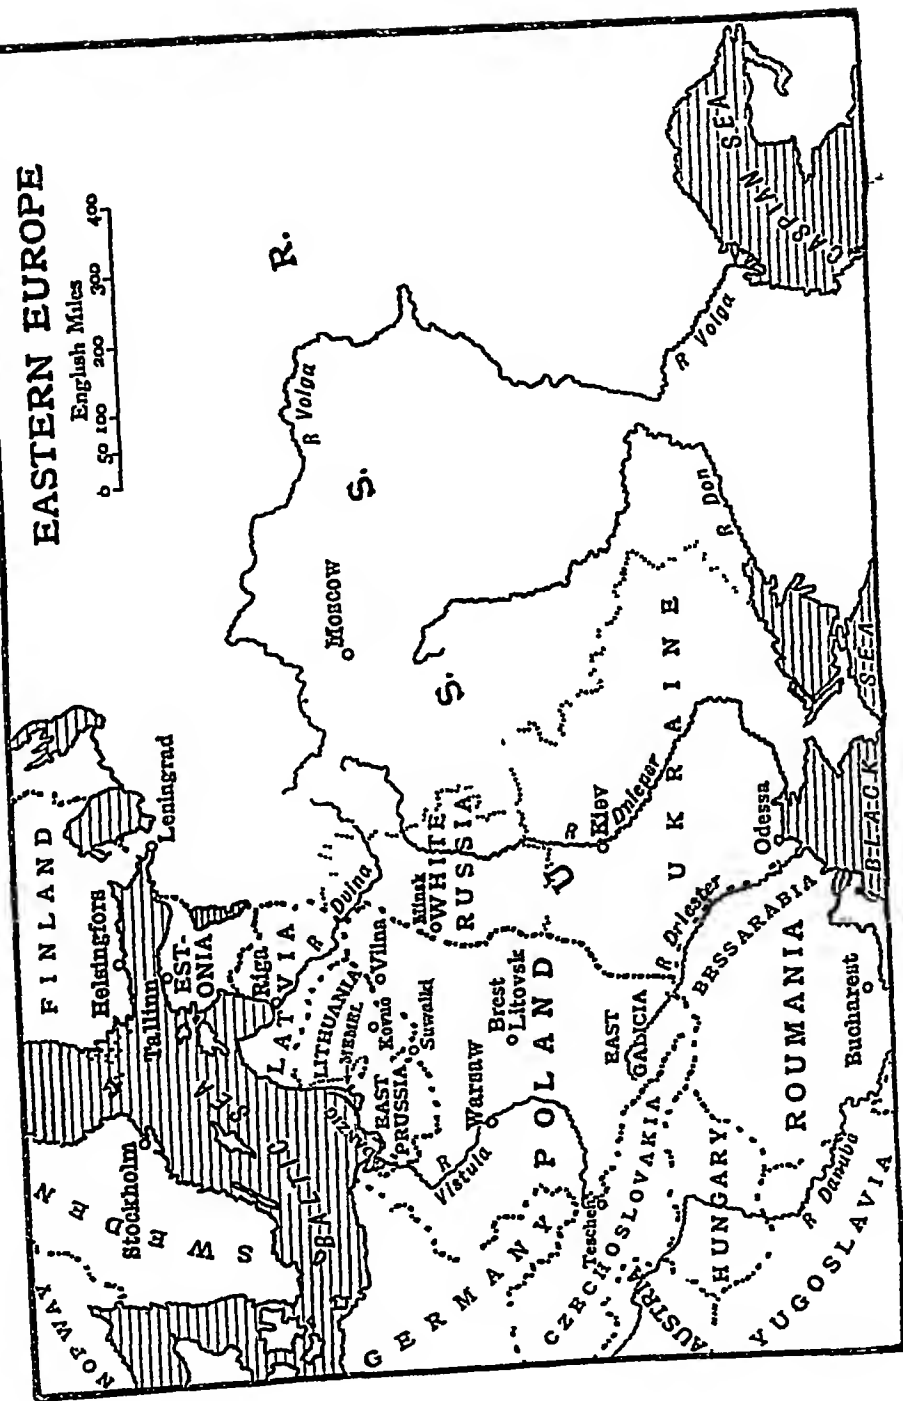 EASTERN EUROPE
English Miles
0 50 100 200 300 400
NORWAY
SWEDEN
Stockholm
FINLAND
Helsingfors
Leningrad
Tallinn
ESTONIA
BALTIC SEA
Riga
LATVIA
R Duina
LITHUANIA
MEMEL
Kovno
Vilna
DANZIG
EAST
PRUSSIA
Suwalki
Minsk
WHITE
RUSSIA
Moscow
R Volga
U. S. S. R.
R Volga
CASPIAN SEA
R Don
GERMANY
R
Vistula
Warsaw
POLAND
Brest
Litovsk
Kiev
R Dnieper
UKRAINE
Teschen
CZECHOSLOVAKIA
EAST
GALICIA
R Dniester
Odessa
BESSARABIA
AUSTRIA
HUNGARY
ROUMANIA
Bucharest
R Danube
YUGOSLAVIA
BLACK SEA